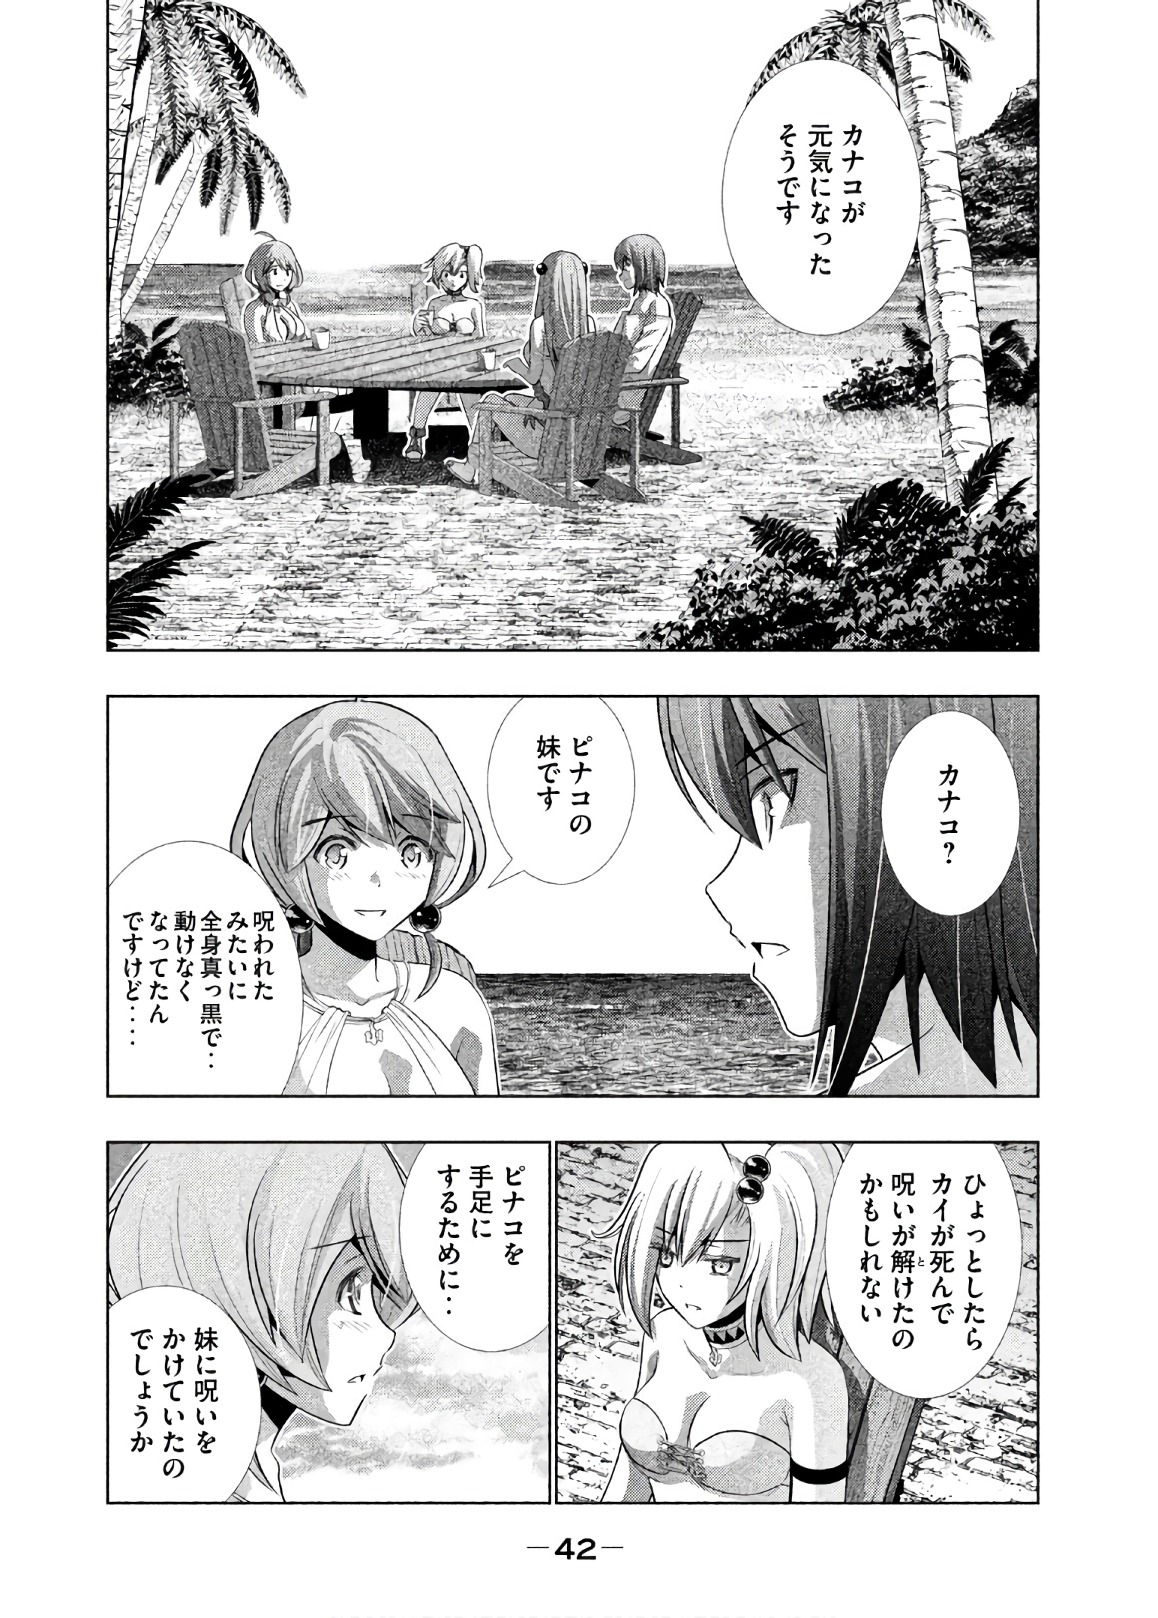 カナコが
元気になった
そうです
カナコ?
ピナコの
妹です
呪われた
みたいに
全身真っ黒で‥
動けなく
なってたん
ですけど‥‥
ひょっとしたら
カイが死んで
呪いが解けたの
と
かもしれない
ピナコを
手足に
するために‥
妹に呪いを
かけていたの
でしょうか
—42—